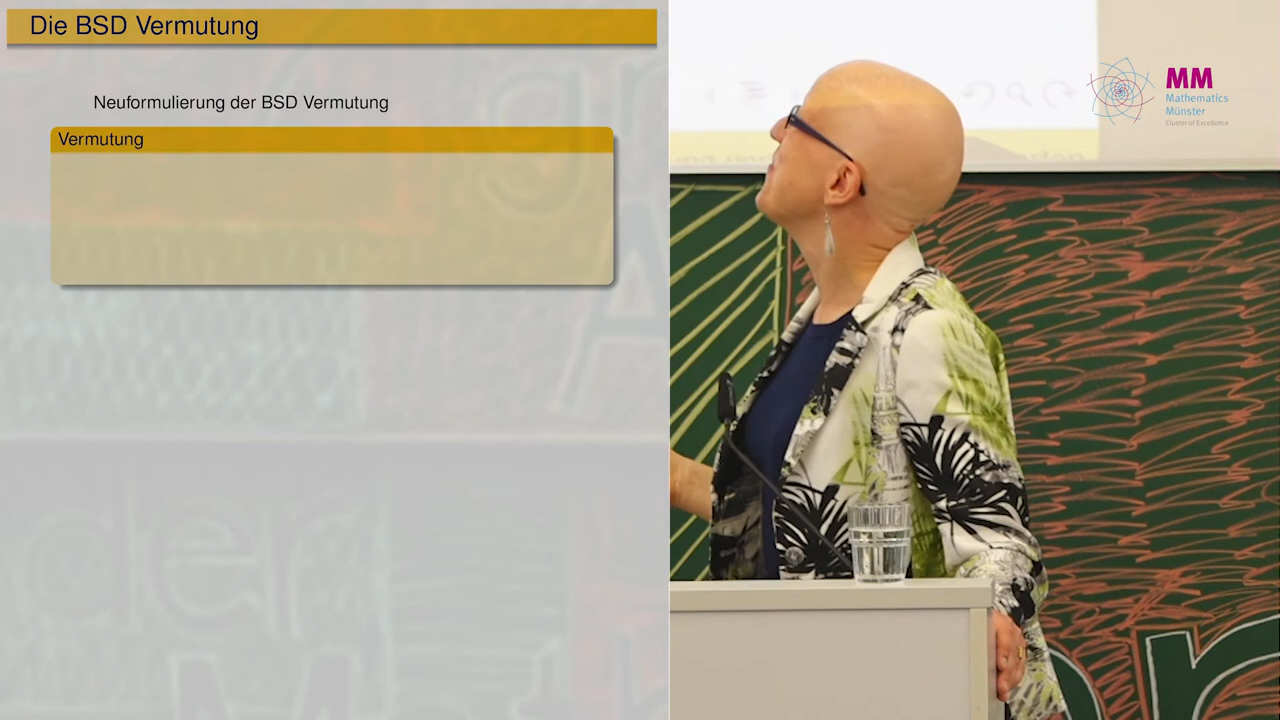 Die BSD Vermutung
Neuformulierung der BSD Vermutung
Vermutung
MM
Mathematics
Münster
Cluster of Excellence